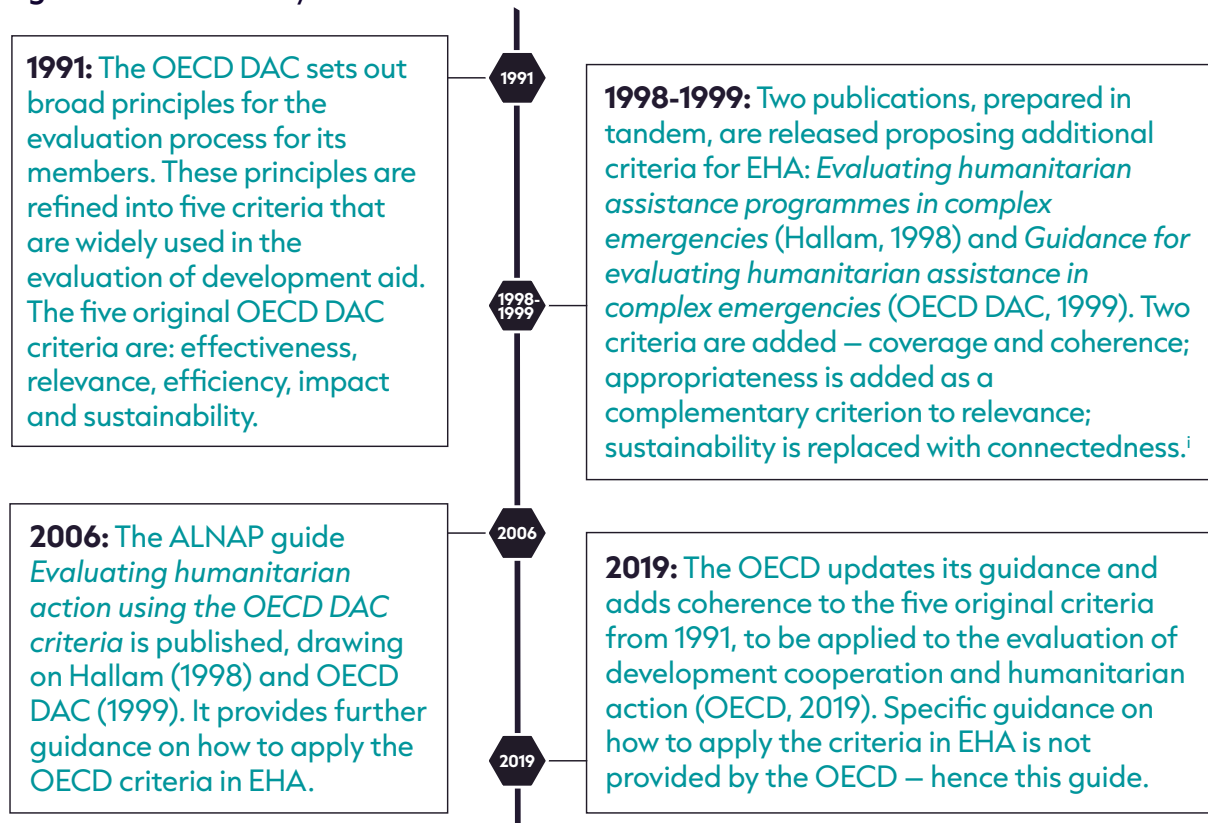 1991: The OECD DAC sets out
broad principles for the
evaluation process for its
members. These principles are
refined into five criteria that
are widely used in the
evaluation of development aid.
The five original OECD DAC
criteria are: effectiveness,
relevance, efficiency, impact
and sustainability.
1991
1998-1999: Two publications, prepared in
tandem, are released proposing additional
criteria for EHA: Evaluating humanitarian
assistance programmes in complex
emergencies (Hallam, 1998) and Guidance for
evaluating humanitarian assistance in
complex emergencies (OECD DAC, 1999). Two
criteria are added – coverage and coherence;
appropriateness is added as a
complementary criterion to relevance;
sustainability is replaced with connectedness.i
1998-
1999
2006: The ALNAP guide
Evaluating humanitarian
action using the OECD DAC
criteria is published, drawing
on Hallam (1998) and OECD
DAC (1999). It provides further
guidance on how to apply the
OECD criteria in EHA.
2006
2019: The OECD updates its guidance and
adds coherence to the five original criteria
from 1991, to be applied to the evaluation of
development cooperation and humanitarian
action (OECD, 2019). Specific guidance on
how to apply the criteria in EHA is not
provided by the OECD – hence this guide.
2019